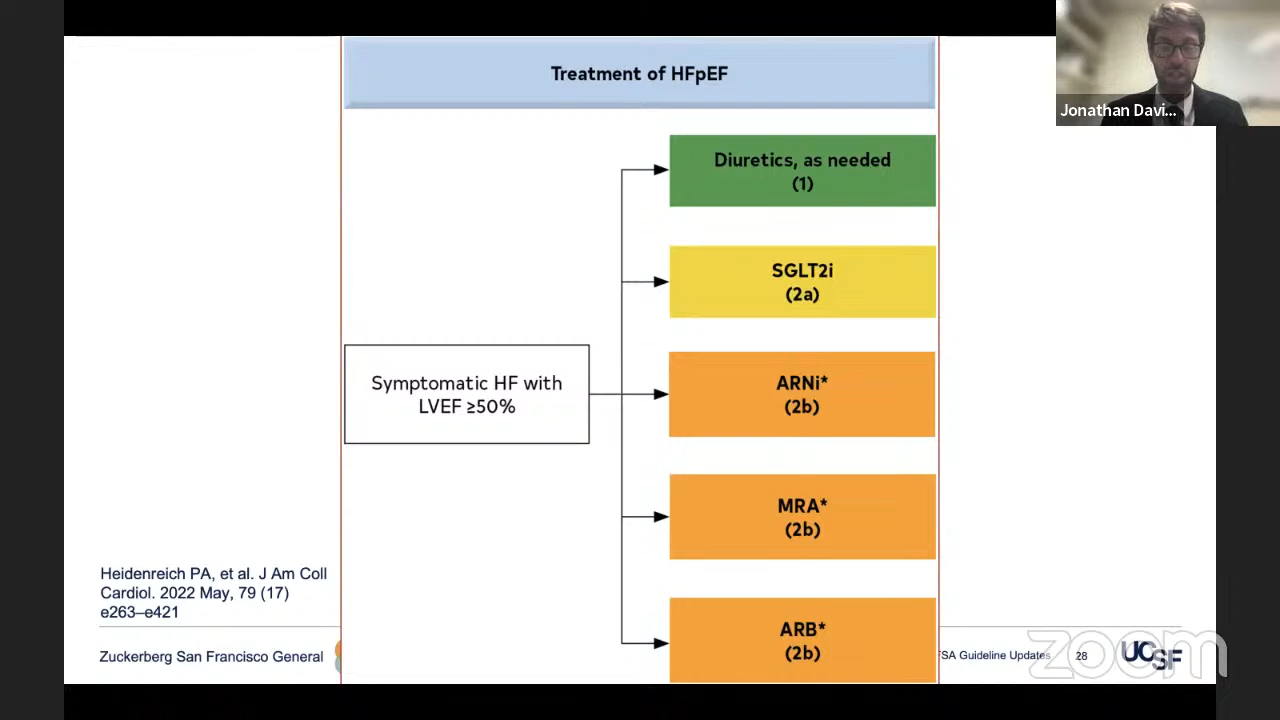 Treatment of HFpEF
Jonathan Davi...
Diuretics, as needed
(1)
SGLT2i
(2a)
Symptomatic HF with
LVEF ≥50%
ARNi*
(2b)
MRA*
(2b)
ARB*
(2b)
Heidenreich PA, et al. J Am Coll
Cardiol. 2022 May, 79 (17)
e263–e421
Zuckerberg San Francisco General
SA Guideline Updates
28
UCSF
zoom